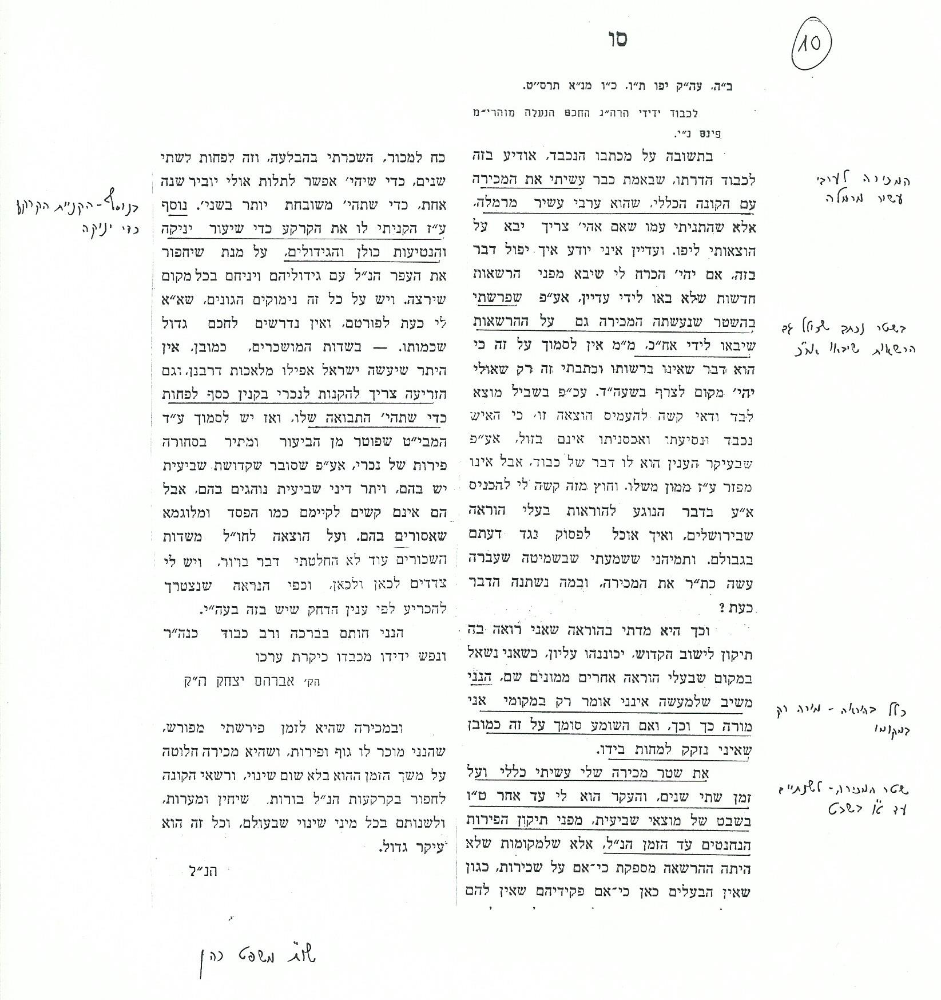 10
סו
ב״ה, עה״ק יפו ת״ו, כ״ו מנ״א תרס״ט.
לכבוד ידידי הרה״ג החכם הנעלה מוהרי״מ
פינס נ״י.
בתשובה על מכתבו הנכבד, אודיע בזה
לכבוד הדרתו, שבאמת כבר עשיתי את המכירה
עם הקונה הכללי, שהוא ערבי עשיר מרמלה,
אלא שהתניתי עמו שאם אהי׳ צריך יבא על
הוצאותי ליפו. ועדיין איני יודע איך יפול דבר
בזה, אם יהי׳ הכרח לי שיבא מפני הרשאות
חדשות שלא באו לידי עדיין, אע״פ שפרשתי
בהשטר שנעשתה המכירה גם על ההרשאות
שיבאו לידי אח״כ, מ״מ אין לסמוך על זה כי
הוא דבר שאינו ברשותו וכתבתי זה רק שאולי
יהי׳ מקום לצרף בשעה״ד. עכ״פ בשביל מוצא
לבד ודאי קשה להעמיס הוצאה זו, כי האיש
נכבד ונסיעתו ואכסניתו אינם בזול, אע״פ
שבעיקר הענין הוא לו דבר של כבוד, אבל אינו
מפזר ע״ז ממון משלו. וחוץ מזה קשה לי להכניס
א״ע בדבר הנוגע להוראות בעלי הוראה
שבירושלים, ואיך אוכל לפסוק נגד דעתם
בגבולם. ותמיהני ששמעתי שבשמיטה שעברה
עשה כת״ר את המכירה, ובמה נשתנה הדבר
כעת?
וכך היא מדתי בהוראה שאני רואה בה
תיקון לישוב הקדוש, יכוננהו עליון, כשאני נשאל
במקום שבעלי הוראה אחרים ממונים שם, הנני
משיב שלמעשה אינני אומר רק במקומי אני
מורה כך וכך, ואם השומע סומך על זה כמובן
שאיני נזקק למחות בידו.
את שטר מכירה שלי עשיתי כללי ועל
זמן שתי שנים, והעקר הוא לי עד אחר ט״ו
בשבט של מוצאי שביעית, מפני תיקון הפירות
הנחנטים עד הזמן הנ״ל, אלא שלמקומות שלא
היתה ההרשאה מספקת כי־אם על שכירות, כגון
שאין הבעלים כאן כי־אם פקידיהם שאין להם
כח למכור, השכרתי בהבלעה, וזה לפחות לשתי
שנים, כדי שיהי׳ אפשר לתלות אולי יוביר שנה
אחת, כדי שתהי׳ משובחת יותר בשני׳. נוסף
ע״ז הקניתי לו את הקרקע כדי שיעור יניקה
והנטיעות כולן והגידולים, על מנת שיחפור
את העפר הנ״ל עם גידוליהם ויניחם בכל מקום
שירצה. ויש על כל זה נימוקים הגונים, שא״א
לי כעת לפורטם, ואין נדרשים לחכם גדול
שכמותו. — בשדות המושכרים, כמובן, אין
היתר שיעשה ישראל אפילו מלאכות דרבנן, וגם
הזריעה צריך להקנות לנכרי בקנין כסף לפחות
כדי שתהי׳ התבואה שלו, ואז יש לסמוך ע״ד
המבי״ט שפוטר מן הביעור ומתיר בסחורה
פירות של נכרי, אע״פ שסובר שקדושת שביעית
יש בהם, ויתר דיני שביעית נוהגים בהם, אבל
הם אינם קשים לקיימם כמו הפסד ומלוגמא
שאסורים בהם. ועל הוצאה לחו״ל משדות
השכורים עוד לא החלטתי דבר ברור, ויש לי
צדדים לכאן ולכאן, וכפי הנראה שנצטרך
להכריע לפי ענין הדחק שיש בזה בעה״י.
הנני חותם בברכה ורב כבוד כנה״ר
ונפש ידידו מכבדו כיקרת ערכו
הק׳ אברהם יצחק ה״ק
ובמכירה שהיא לזמן פירשתי מפורש,
שהנני מוכר לו גוף ופירות, ושהיא מכירה חלוטה
על משך הזמן ההוא בלא שום שינוי, ורשאי הקונה
לחפור בקרקעות הנ״ל בורות, שיחין ומערות,
ולשנותם בכל מיני שינוי שבעולם, וכל זה הוא
עיקר גדול.
הנ״ל
המכירה לערבי
עשיר מרמלה
בשטר נכתב שכולל גם
הרשאות שיבואו אח״כ
כלל בהוראה - מורה רק
במקומו
שטר המכירה - לשנתיים
עד ט״ו בשבט
בנוסף - הקניית הקרקע
כדי יניקה
שו״ת משפט כהן